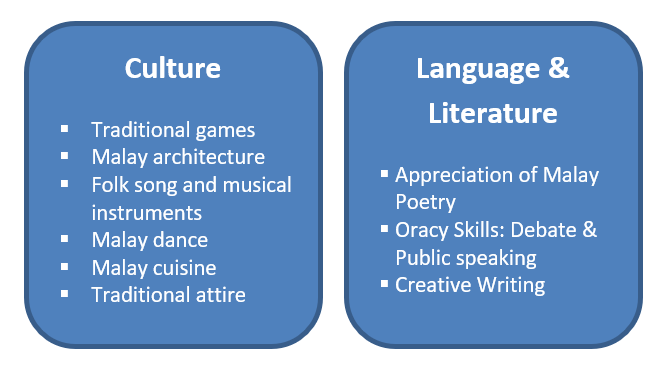 Culture
▪ Traditional games
▪ Malay architecture
▪ Folk song and musical
instruments
▪ Malay dance
▪ Malay cuisine
▪ Traditional attire
Language &
Literature
▪ Appreciation of Malay
Poetry
▪ Oracy Skills: Debate &
Public speaking
▪ Creative Writing